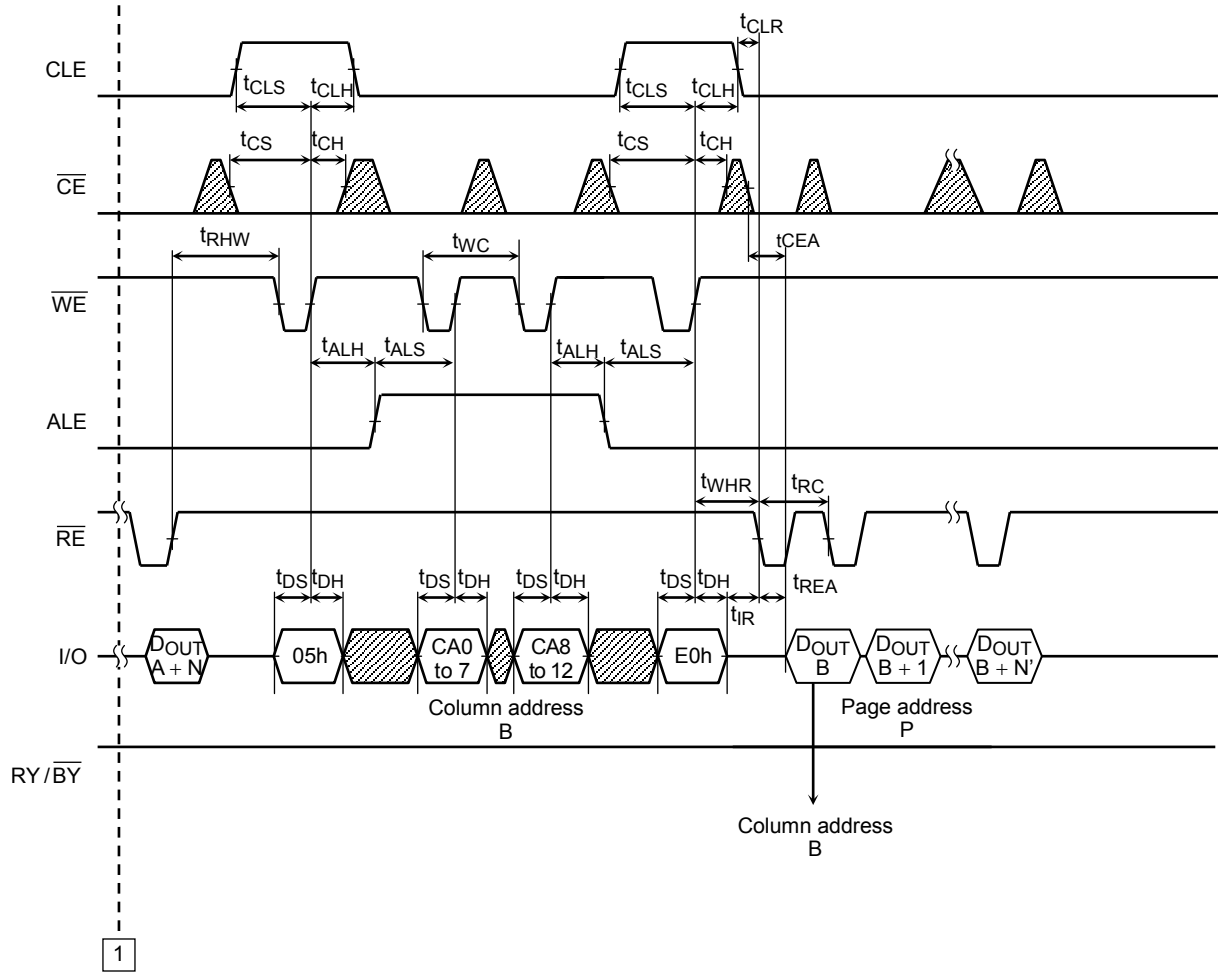 tCLR
CLE
tCLS tCLH tCLS tCLH
tCS tCH tCS tCH
CE
tRHW tWC tCEA
WE
tALH tALS tALH tALS
ALE
tWHR tRC
RE
tDS tDH tDS tDH tDS tDH tDS tDH tREA
tIR
I/O
DOUT
A + N
05h
CA0
to 7
CA8
to 12
E0h
DOUT
B
DOUT
B + 1
DOUT
B + N’
Column address
B
Page address
P
RY / BY
Column address
B
1